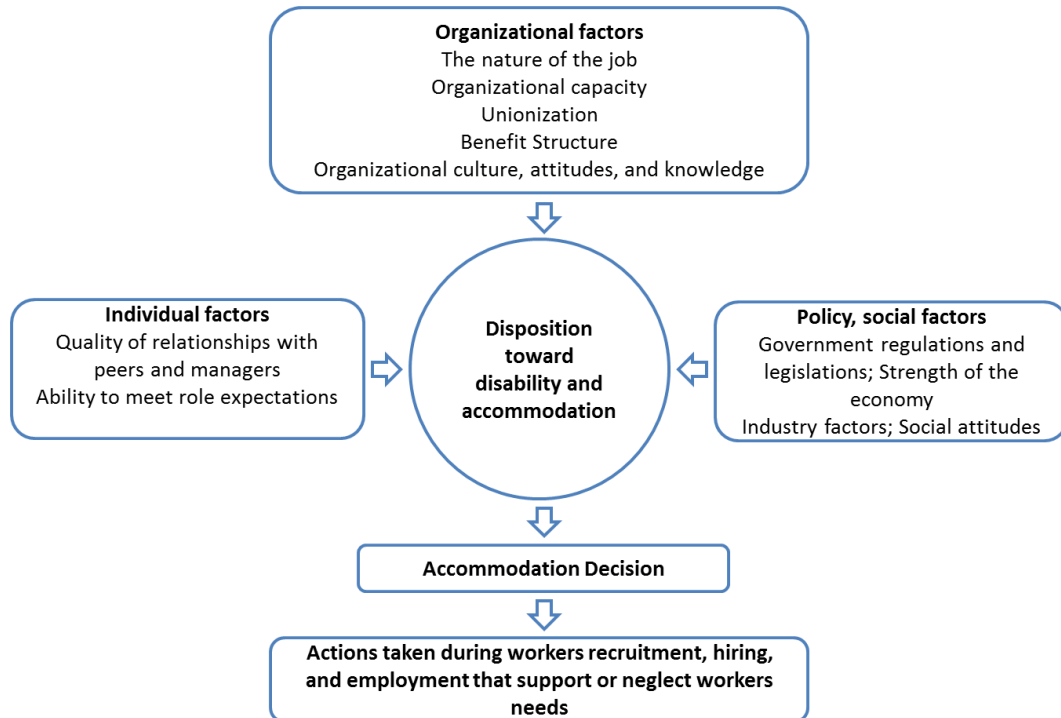 Organizational factors
The nature of the job
Organizational capacity
Unionization
Benefit Structure
Organizational culture, attitudes, and knowledge
Individual factors
Quality of relationships with
peers and managers
Ability to meet role expectations
Disposition
toward
disability and
accommodation
Policy, social factors
Government regulations and
legislations; Strength of the
economy
Industry factors; Social attitudes
Accommodation Decision
Actions taken during workers recruitment, hiring,
and employment that support or neglect workers
needs